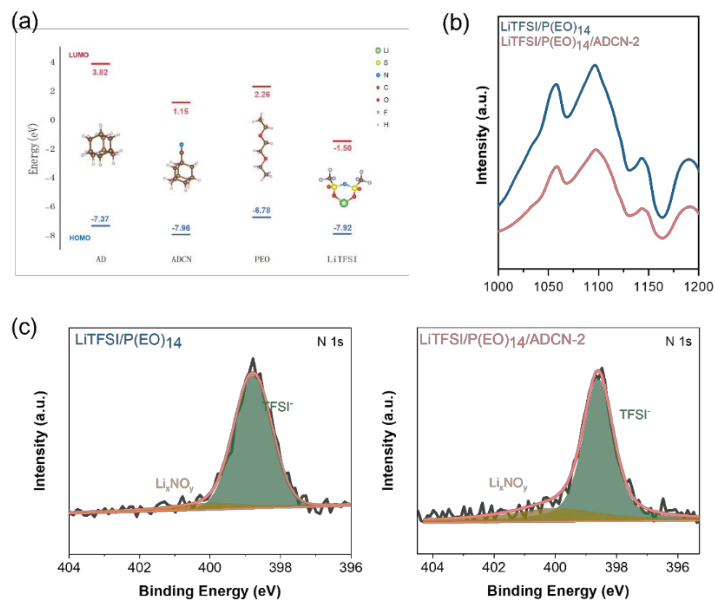 (a)
LUMO
3.82
1.15
2.26
-1.50
-7.37
-7.96
-6.78
-7.92
HOMO
Energy (eV)
4
2
0
-2
-4
-6
-8
AD
ADCN
PEO
LiTFSI
Li
S
N
C
O
F
H
(b)
LiTFSI/P(EO)14
LiTFSI/P(EO)14/ADCN-2
Intensity (a.u.)
1000 1050 1100 1150 1200
(c)
LiTFSI/P(EO)14
N 1s
TFSI-
LixNOy
Intensity (a.u.)
404 402 400 398 396
Binding Energy (eV)
LiTFSI/P(EO)14/ADCN-2
N 1s
TFSI-
LixNOy
Intensity (a.u.)
404 402 400 398 396
Binding Energy (eV)